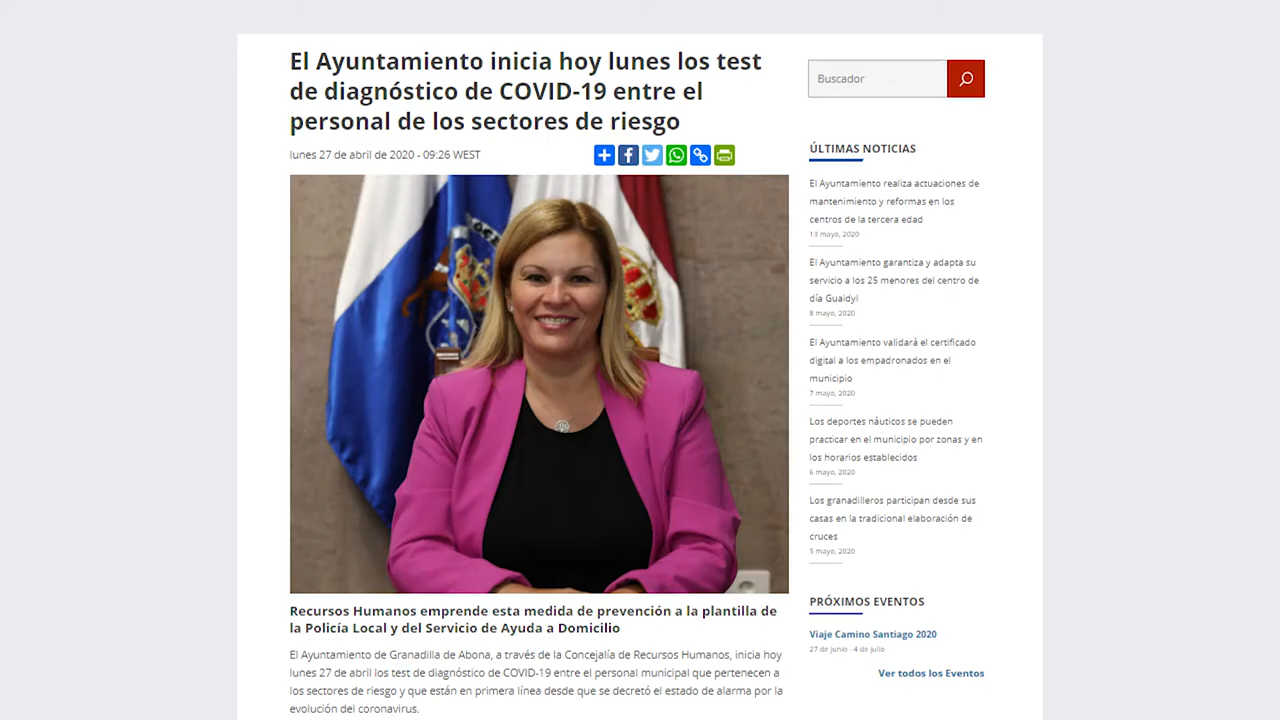 El Ayuntamiento inicia hoy lunes los test
de diagnóstico de COVID-19 entre el
personal de los sectores de riesgo
lunes 27 de abril de 2020 - 09:26 WEST
Recursos Humanos emprende esta medida de prevención a la plantilla de
la Policía Local y del Servicio de Ayuda a Domicilio
El Ayuntamiento de Granadilla de Abona, a través de la Concejalía de Recursos Humanos, inicia hoy
lunes 27 de abril los test de diagnóstico de COVID-19 entre el personal municipal que pertenecen a
los sectores de riesgo y que están en primera línea desde que se decretó el estado de alarma por la
evolución del coronavirus.
Buscador
ÚLTIMAS NOTICIAS
El Ayuntamiento realiza actuaciones de
mantenimiento y reformas en los
centros de la tercera edad
13 mayo, 2020
El Ayuntamiento garantiza y adapta su
servicio a los 25 menores del centro de
día Guaidyl
8 mayo, 2020
El Ayuntamiento validará el certificado
digital a los empadronados en el
municipio
7 mayo, 2020
Los deportes náuticos se pueden
practicar en el municipio por zonas y en
los horarios establecidos
6 mayo, 2020
Los granadilleros participan desde sus
casas en la tradicional elaboración de
cruces
5 mayo, 2020
PRÓXIMOS EVENTOS
Viaje Camino Santiago 2020
27 de junio - 4 de julio
Ver todos los Eventos